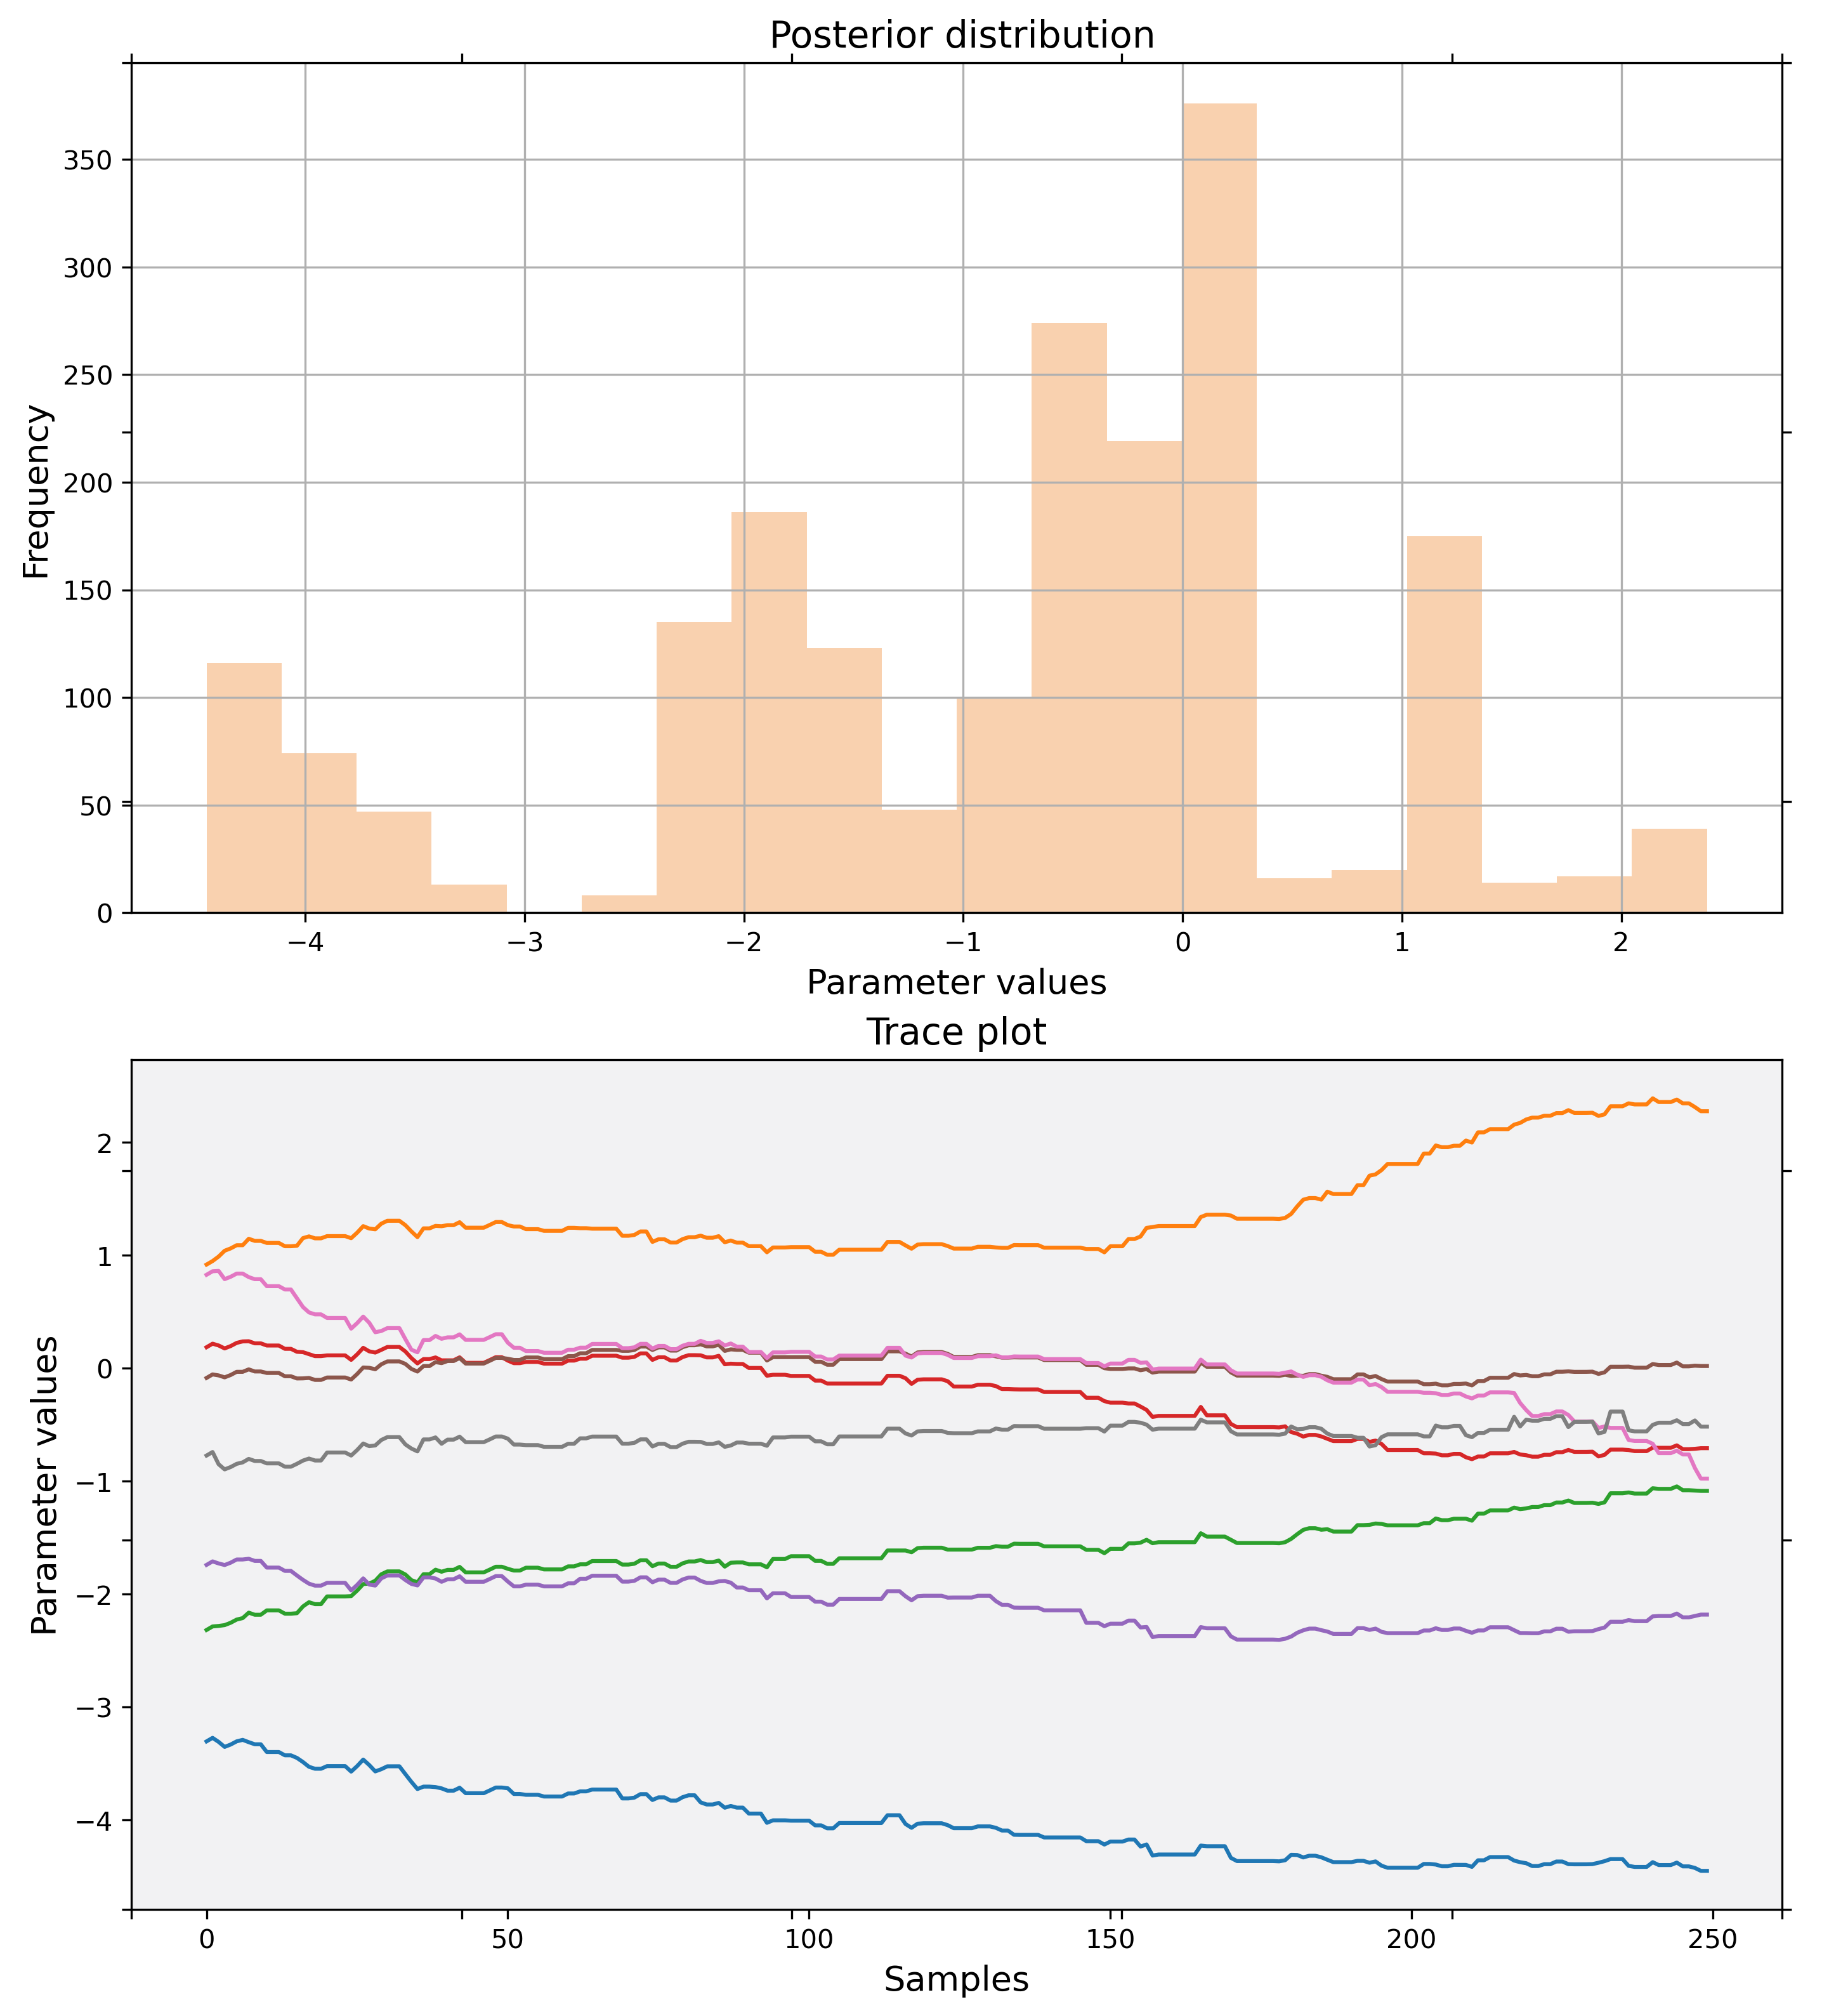 Posterior distribution
Frequency
350
300
250
200
150
100
50
0
−4 −3 −2 −1 0 1 2
Parameter values
Trace plot
Parameter values
2
1
0
−1
−2
−3
−4
0 50 100 150 200 250
Samples